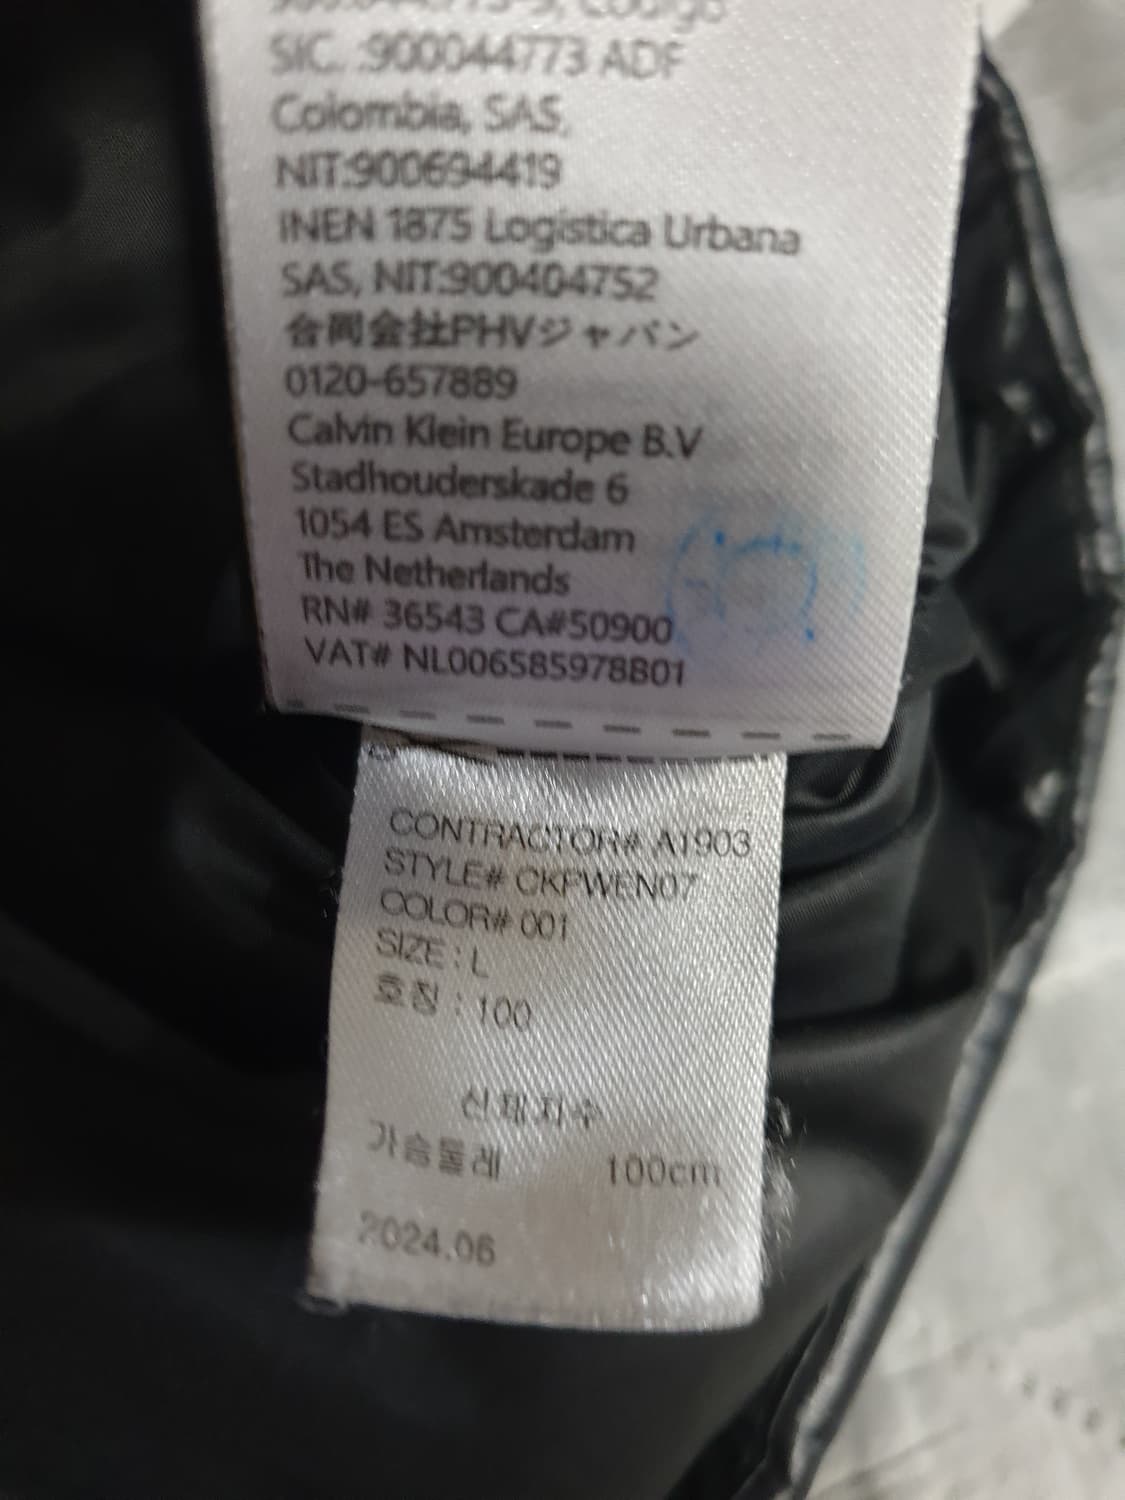 Código
SIC. :900044773 ADF
Colombia, SAS,
NIT:900694419
INEN 1875 Logistica Urbana
SAS, NIT:900404752
合同会社PHVジャパン
0120-657889
Calvin Klein Europe B.V
Stadhouderskade 6
1054 ES Amsterdam
The Netherlands
RN# 36543 CA#50900
VAT# NL006585978B01
CONTRACTOR# A1903
STYLE# CKPWEN07
COLOR# 001
SIZE : L
호칭 : 100
신체치수
가슴둘레 100cm
2024.06